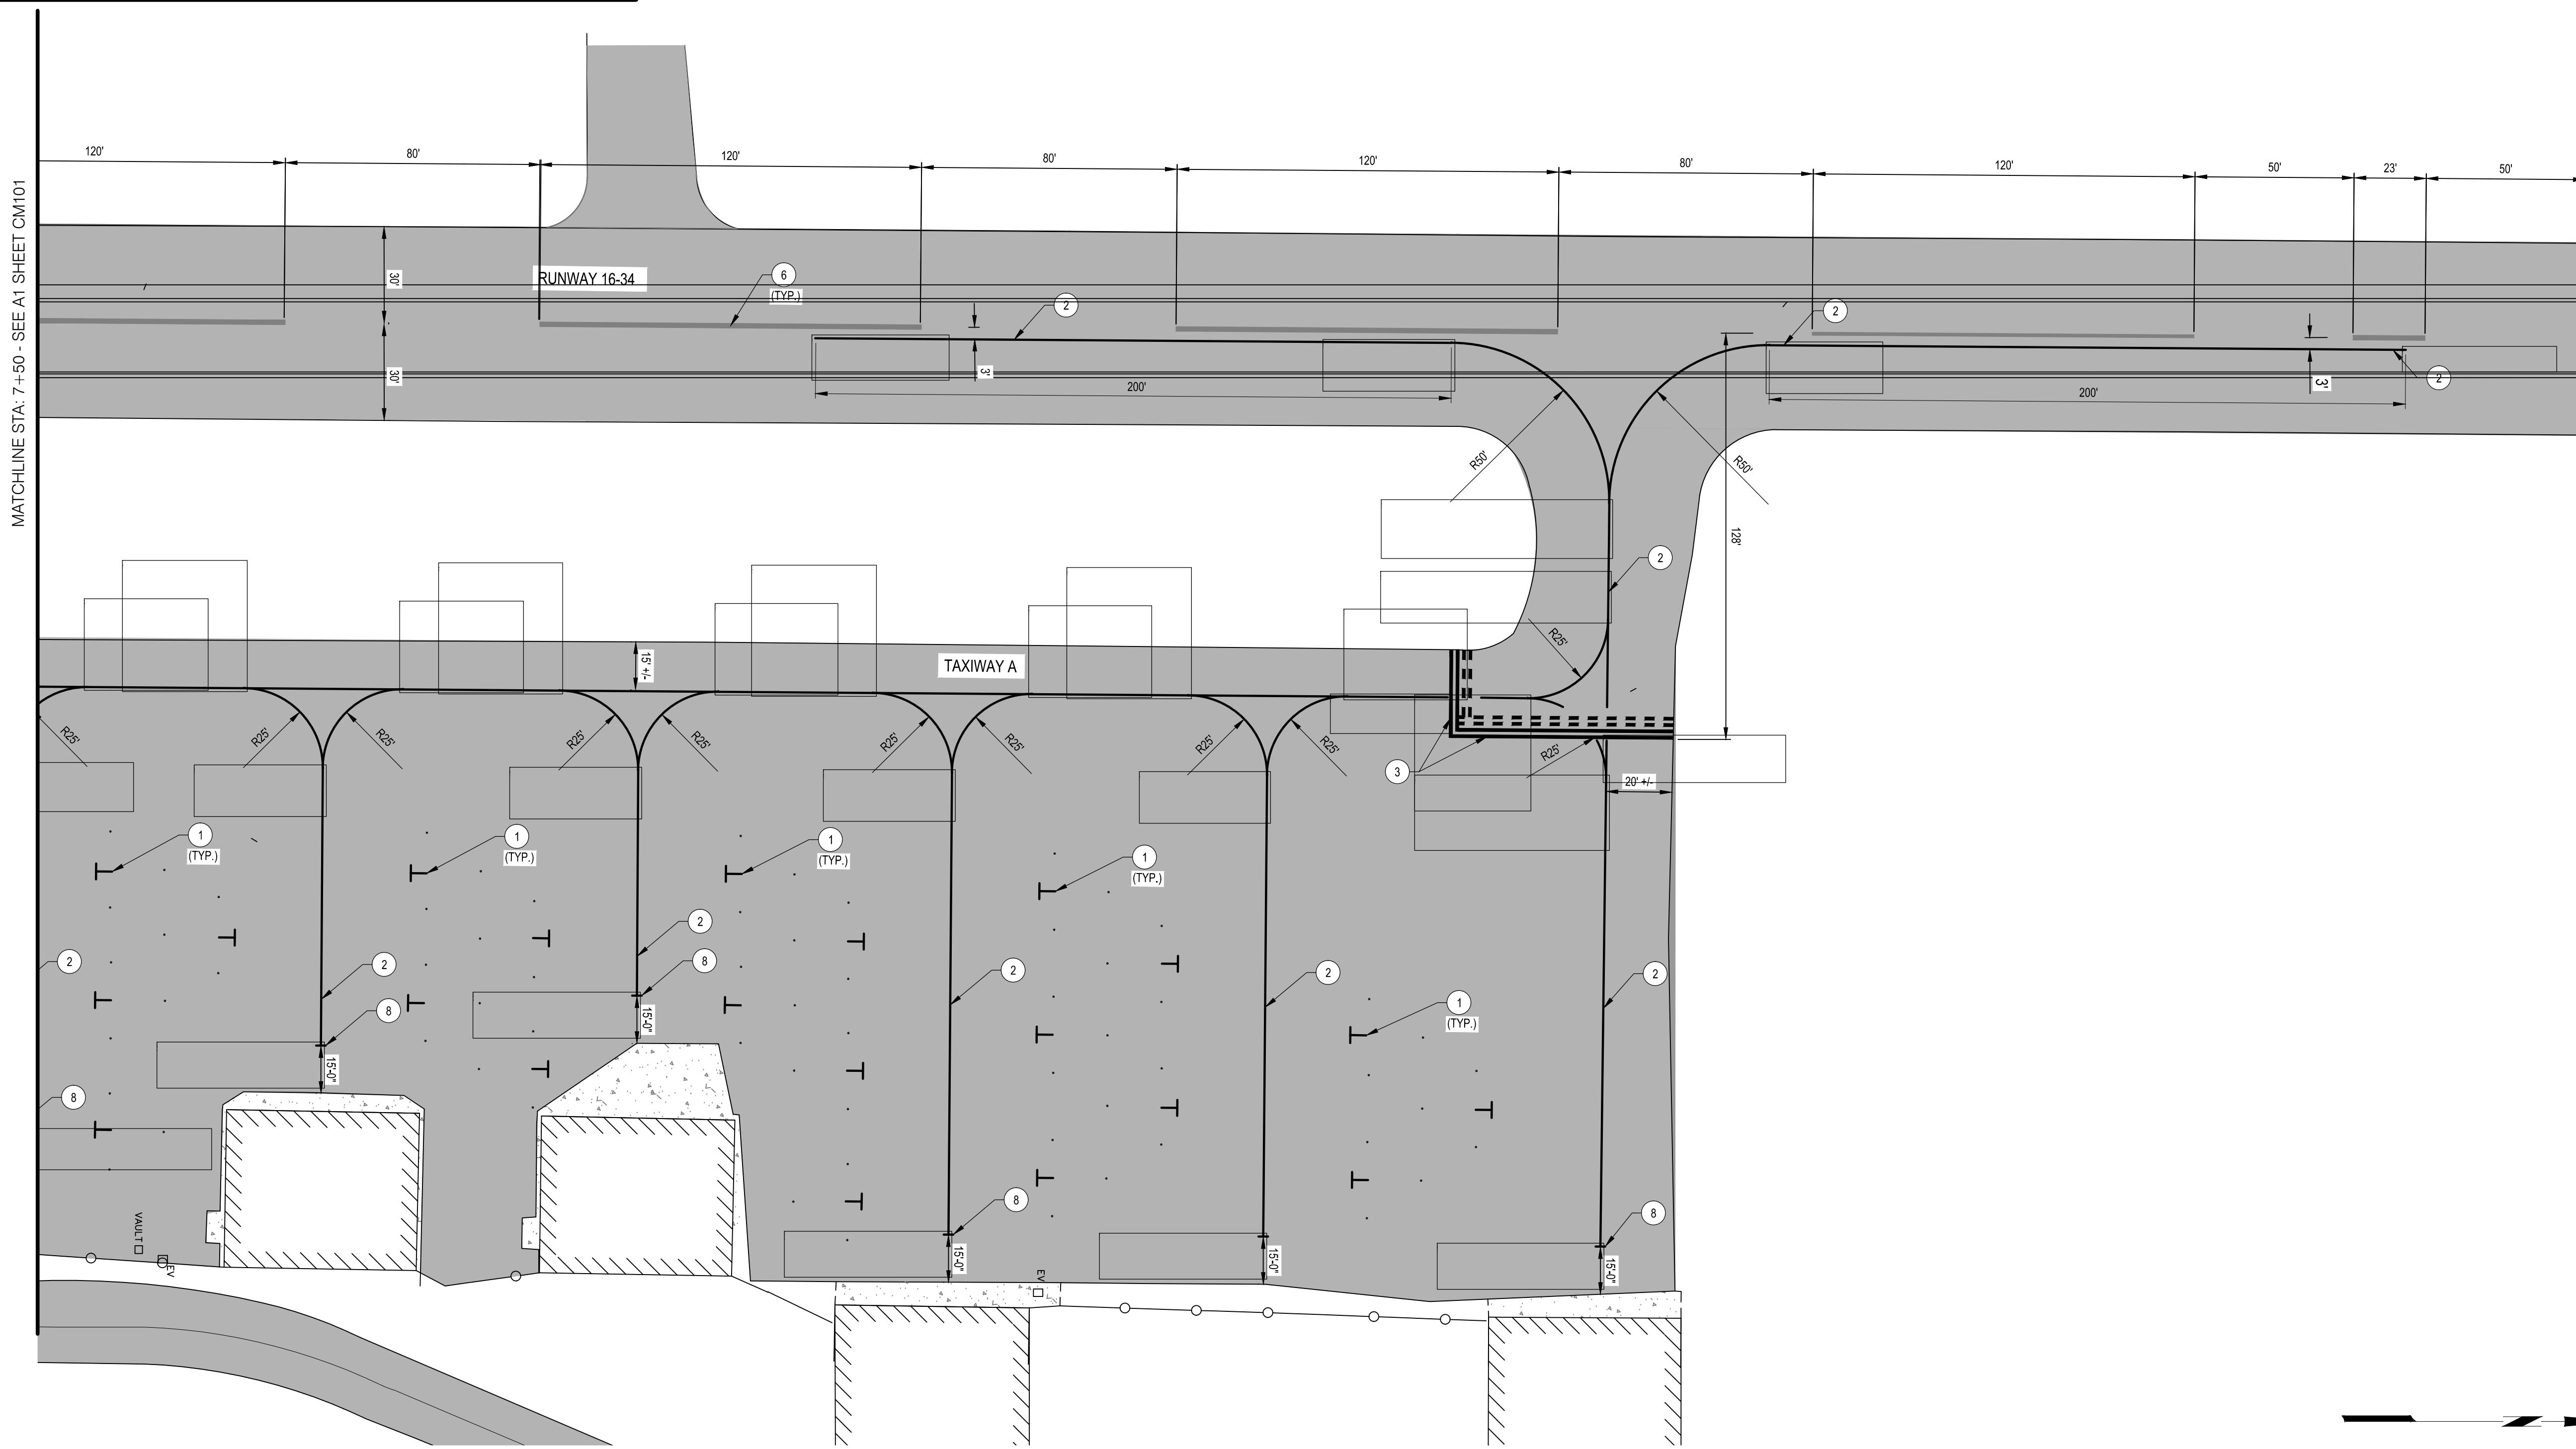 MATCHLINE STA: 7+50 - SEE A1 SHEET CM101
120'
80'
120'
80'
120'
80'
120'
50'
23'
50'
30'
RUNWAY 16-34
6
(TYP.)
2
2
30'
3'
200'
3'
2
200'
R50'
R50'
128'
2
R25'
15' +/-
TAXIWAY A
R25'
R25'
R25'
R25'
R25'
R25'
R25'
R25'
R25'
R25'
3
20' +/-
1
(TYP.)
1
(TYP.)
1
(TYP.)
1
(TYP.)
2
2
2
8
2
2
2
8
15'-0"
1
(TYP.)
15'-0"
8
8
8
VAULT
EV
15'-0"
EV
15'-0"
15'-0"